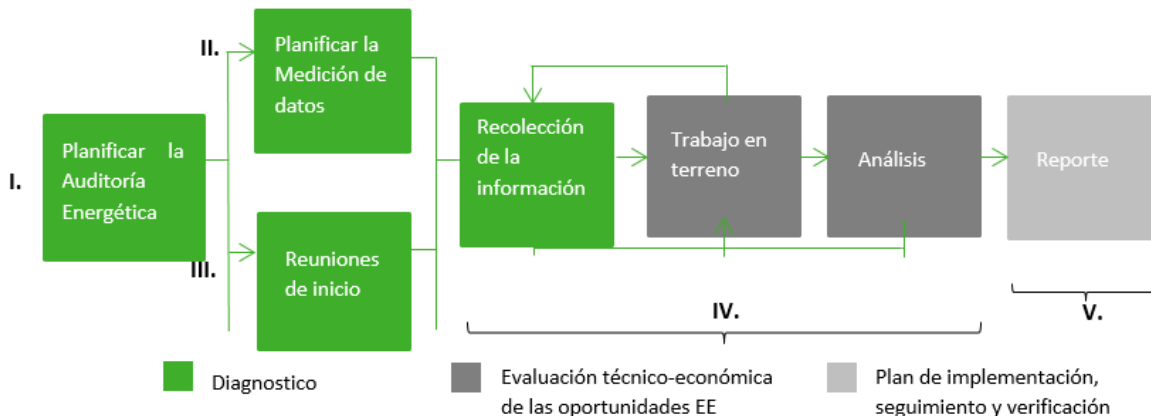 I.
Planificar la
Auditoría
Energética
II.
Planificar la
Medición de
datos
III.
Reuniones
de inicio
Recolección
de la
información
Trabajo en
terreno
Análisis
Reporte
IV.
V.
Diagnostico
Evaluación técnico-económica
de las oportunidades EE
Plan de implementación,
seguimiento y verificación